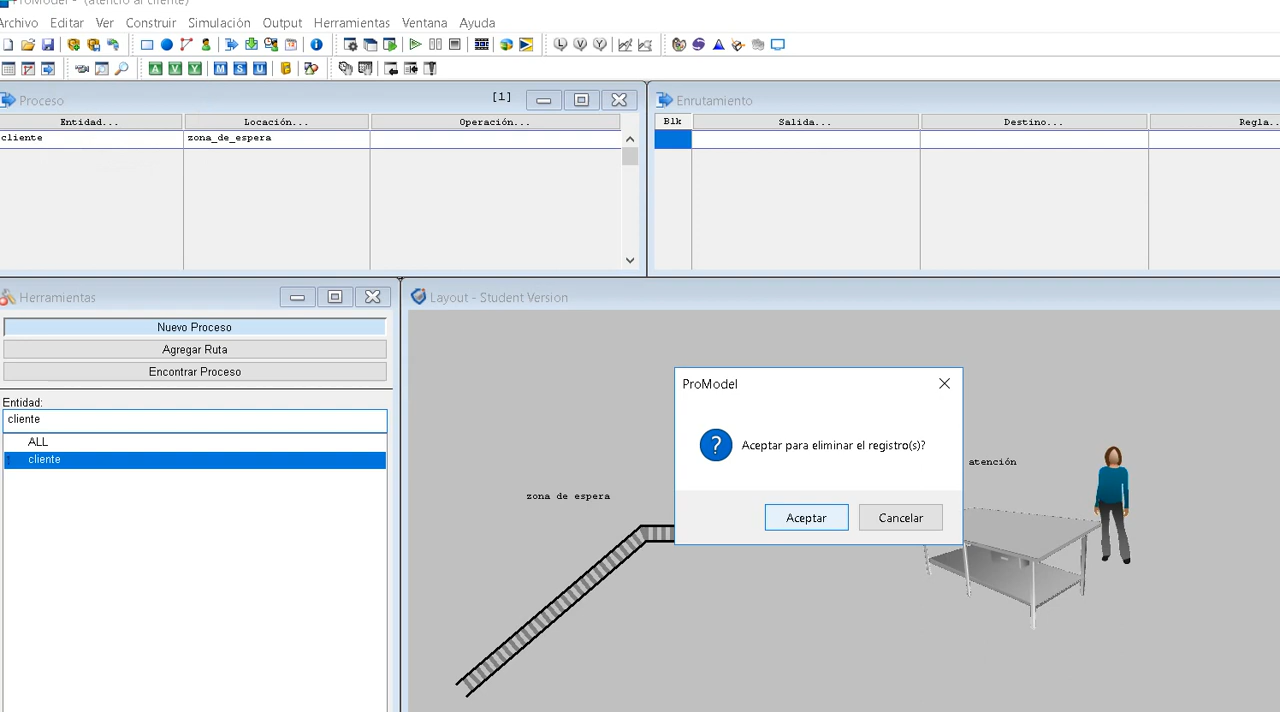 ProModel - (atenció al cliente)
Archivo Editar Ver Construir Simulación Output Herramientas Ventana Ayuda
Proceso [1]
Entidad... Locación... Operación...
cliente zona_de_espera
Enrutamiento
Blk Salida... Destino... Regla...
Herramientas
Nuevo Proceso
Agregar Ruta
Encontrar Proceso
Entidad:
cliente
ALL
cliente
Layout - Student Version
zona de espera
atención
ProModel
Aceptar para eliminar el registro(s)?
Aceptar Cancelar